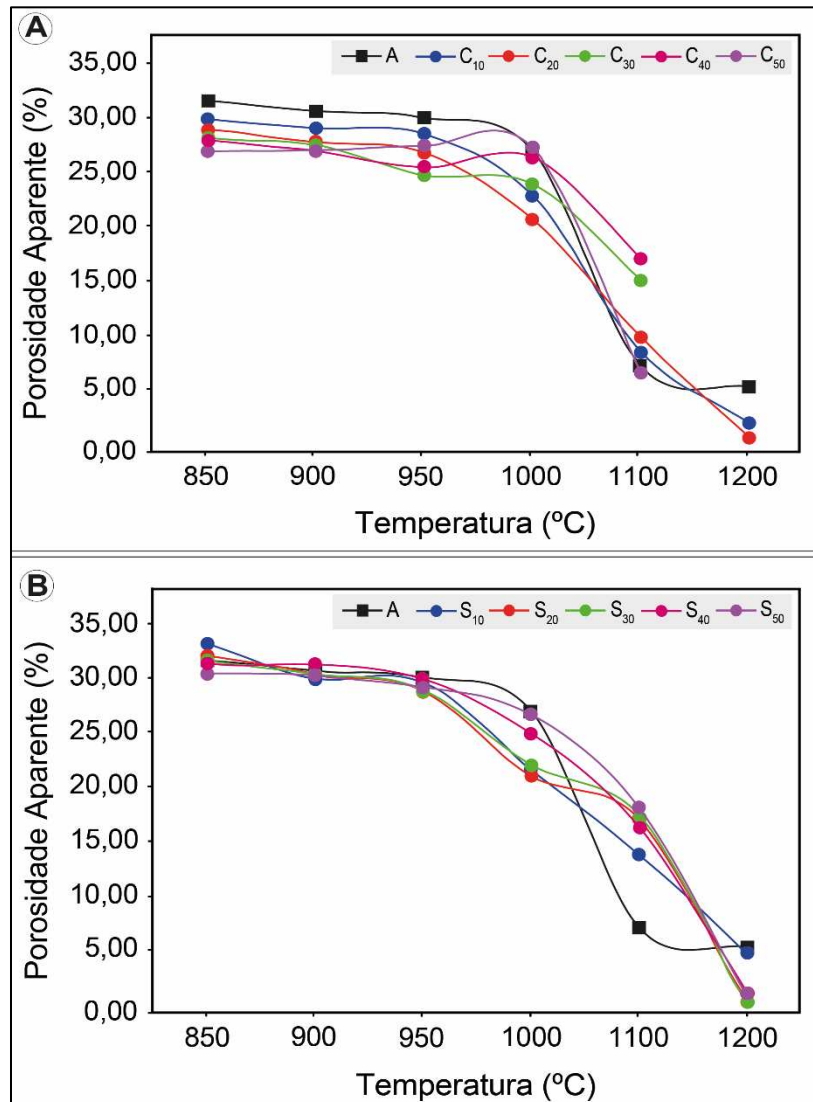 A
A C10 C20 C30 C40 C50
35,00
30,00
25,00
20,00
15,00
10,00
5,00
0,00
Porosidade Aparente (%)
850 900 950 1000 1100 1200
Temperatura (ºC)
B
A S10 S20 S30 S40 S50
35,00
30,00
25,00
20,00
15,00
10,00
5,00
0,00
Porosidade Aparente (%)
850 900 950 1000 1100 1200
Temperatura (ºC)